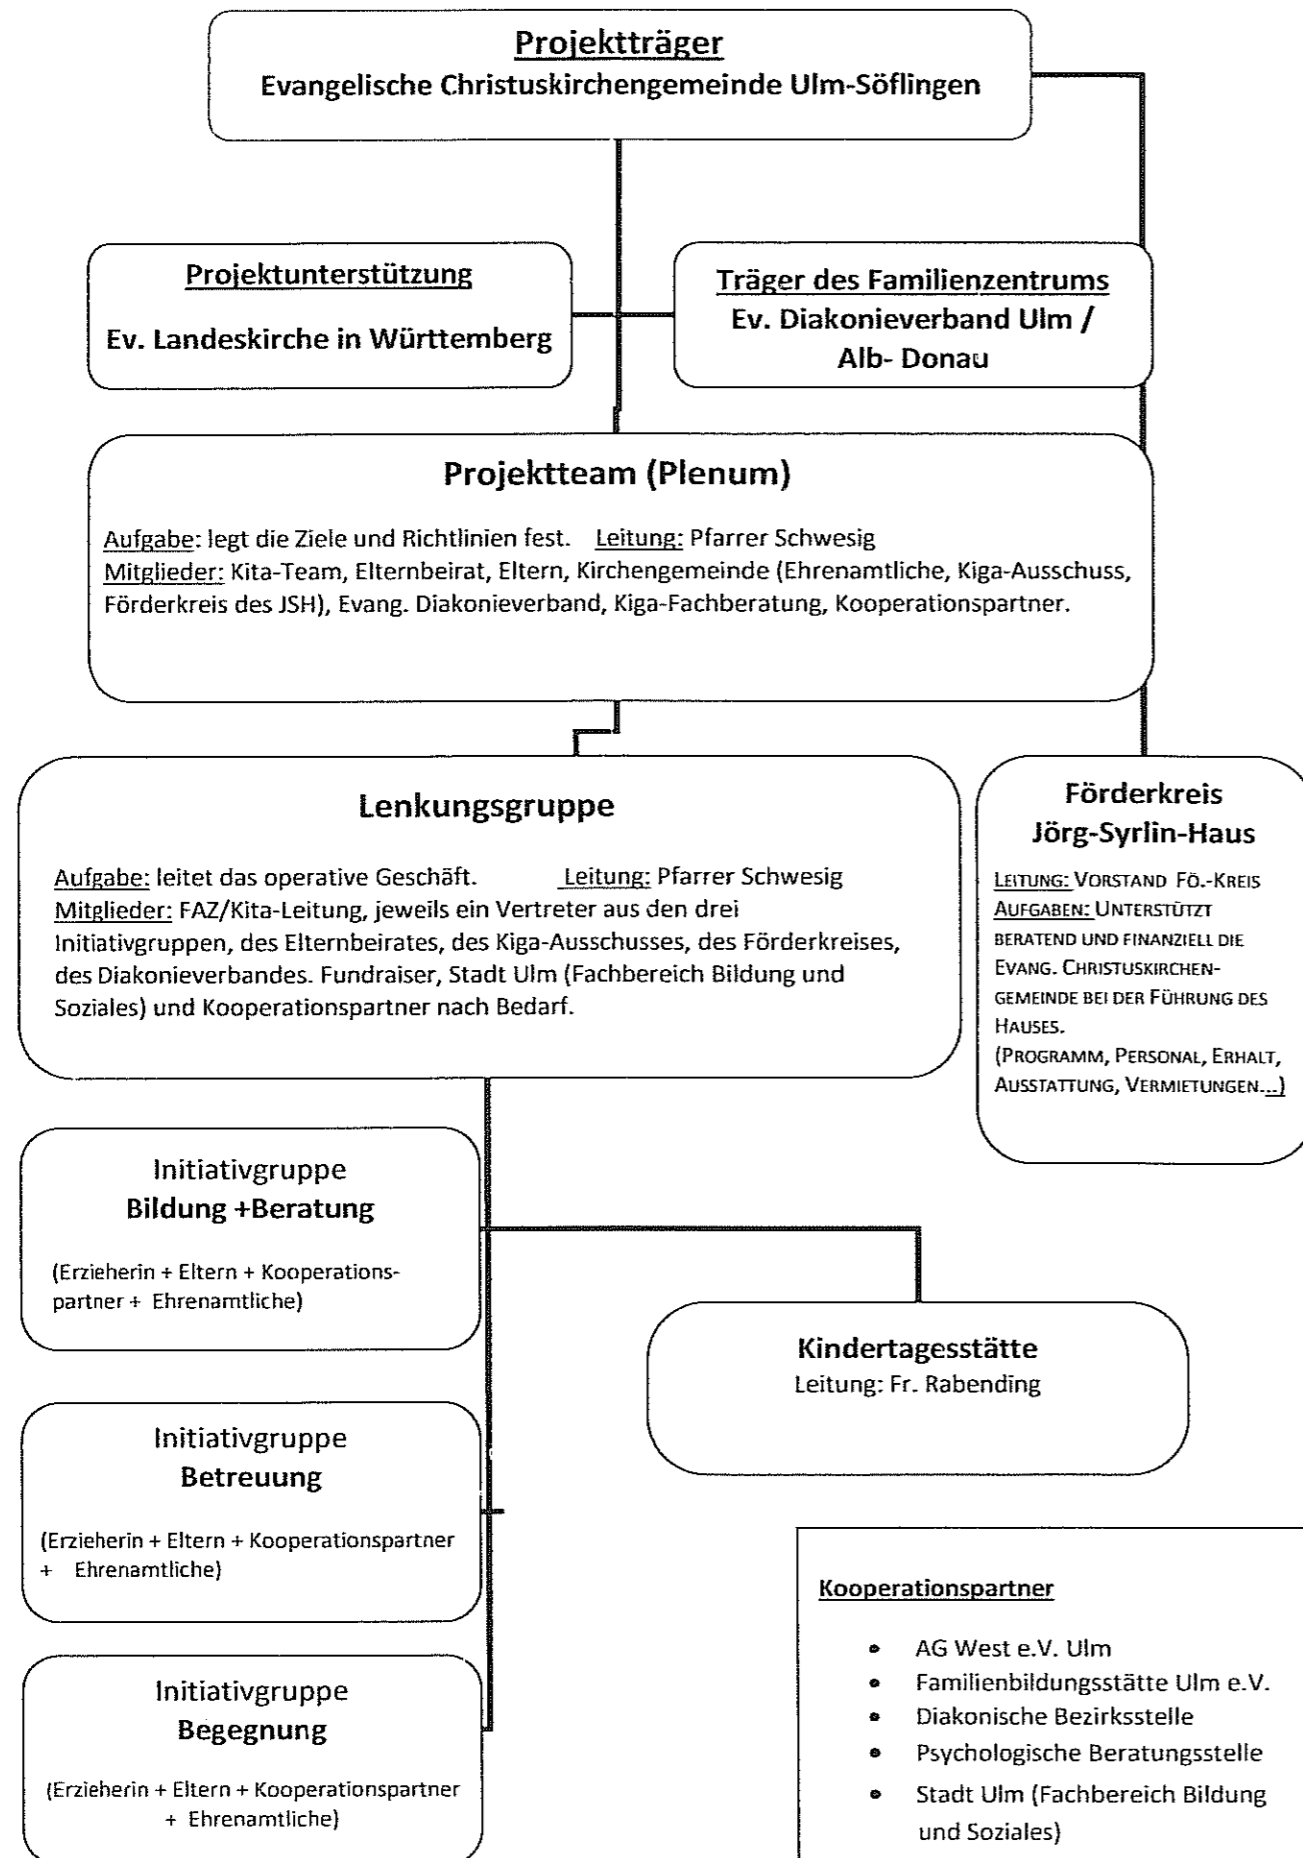 Projektträger
Evangelische Christuskirchengemeinde Ulm-Söflingen
Projektunterstützung
Ev. Landeskirche in Württemberg
Träger des Familienzentrums
Ev. Diakonieverband Ulm /
Alb- Donau
Projektteam (Plenum)
Aufgabe: legt die Ziele und Richtlinien fest. Leitung: Pfarrer Schwesig
Mitglieder: Kita-Team, Elternbeirat, Eltern, Kirchengemeinde (Ehrenamtliche, Kiga-Ausschuss,
Förderkreis des JSH), Evang. Diakonieverband, Kiga-Fachberatung, Kooperationspartner.
Lenkungsgruppe
Aufgabe: leitet das operative Geschäft. Leitung: Pfarrer Schwesig
Mitglieder: FAZ/Kita-Leitung, jeweils ein Vertreter aus den drei
Initiativgruppen, des Elternbeirates, des Kiga-Ausschusses, des Förderkreises,
des Diakonieverbandes. Fundraiser, Stadt Ulm (Fachbereich Bildung und
Soziales) und Kooperationspartner nach Bedarf.
Förderkreis
Jörg-Syrlin-Haus
LEITUNG: VORSTAND FÖ.-KREIS
AUFGABEN: UNTERSTÜTZT
BERATEND UND FINANZIELL DIE
EVANG. CHRISTUSKIRCHEN-
GEMEINDE BEI DER FÜHRUNG DES
HAUSES.
(PROGRAMM, PERSONAL, ERHALT,
AUSSTATTUNG, VERMIETUNGEN...)
Initiativgruppe
Bildung +Beratung
(Erzieherin + Eltern + Kooperations-
partner + Ehrenamtliche)
Kindertagesstätte
Leitung: Fr. Rabending
Initiativgruppe
Betreuung
(Erzieherin + Eltern + Kooperationspartner
+ Ehrenamtliche)
Initiativgruppe
Begegnung
(Erzieherin + Eltern + Kooperationspartner
+ Ehrenamtliche)
Kooperationspartner
• AG West e.V. Ulm
• Familienbildungsstätte Ulm e.V.
• Diakonische Bezirksstelle
• Psychologische Beratungsstelle
• Stadt Ulm (Fachbereich Bildung
und Soziales)